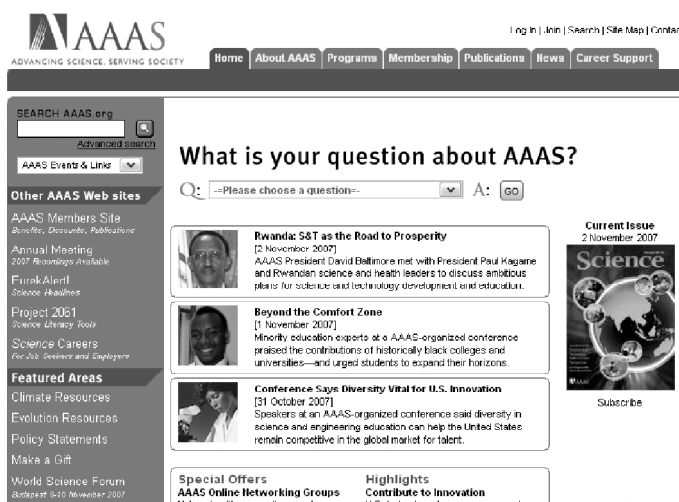 AAAS
ADVANCING SCIENCE. SERVING SOCIETY
Log In | Join | Search | Site Map |
Home | About AAAS | Programs | Membership | Publications | News | Career Support
SEARCH AAAS.org
Advanced search
AAAS Events & Links
Other AAAS Web sites
AAAS Members Site
Benefits, Discounts, Publications
Annual Meeting
2007 Recordings Available
EurekAlert!
Science Headlines
Project 2061
Science Literacy Tools
Science Careers
For Job Seekers and Employers
Featured Areas
Climate Resources
Evolution Resources
Policy Statements
Make a Gift
World Science Forum
Budapest 8-10 November 2007
What is your question about AAAS?
Q: -=Please choose a question=- A: GO
Rwanda: S&T as the Road to Prosperity
[2 November 2007]
AAAS President David Baltimore met with President Paul Kagame
and Rwandan science and health leaders to discuss ambitious
plans for science and technology development and education.
Beyond the Comfort Zone
[1 November 2007]
Minority education experts at a AAAS-organized conference
praised the contributions of historically black colleges and
universities—and urged students to expand their horizons.
Conference Says Diversity Vital for U.S. Innovation
[31 October 2007]
Speakers at an AAAS-organized conference said diversity in
science and engineering education can help the United States
remain competitive in the global market for talent.
Special Offers
AAAS Online Networking Groups
Highlights
Contribute to Innovation
Current Issue
2 November 2007
Science
AAAS
Subscribe